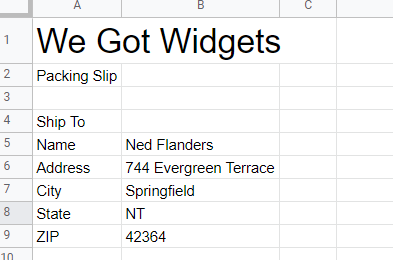 A B C
1 We Got Widgets
2 Packing Slip
3
4 Ship To
5 Name Ned Flanders
6 Address 744 Evergreen Terrace
7 City Springfield
8 State NT
9 ZIP 42364
10